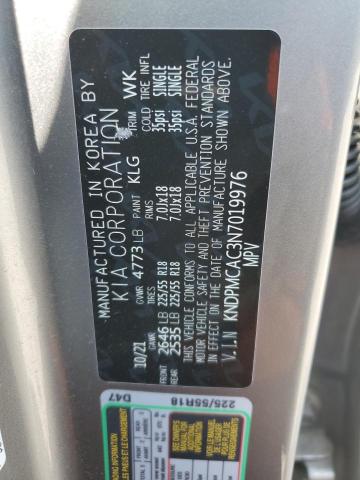 MANUFACTURED IN KOREA BY
KIA CORPORATION
10/21 GVWR 4773 LB PAINT KLG TRIM WK
GAWR TIRES RIMS COLD TIRE INFL
FRONT 2646 LB 225/55 R18 7.0Jx18 35psi SINGLE
REAR 2535 LB 225/55 R18 7.0Jx18 35psi SINGLE
THIS VEHICLE CONFORMS TO ALL APPLICABLE U.S.A. FEDERAL
MOTOR VEHICLE SAFETY AND THEFT PREVENTION STANDARDS
IN EFFECT ON THE DATE OF MANUFACTURE SHOWN ABOVE.
V.I.N KNDPMCAC3N7019976
MPV
D47
225/55R18